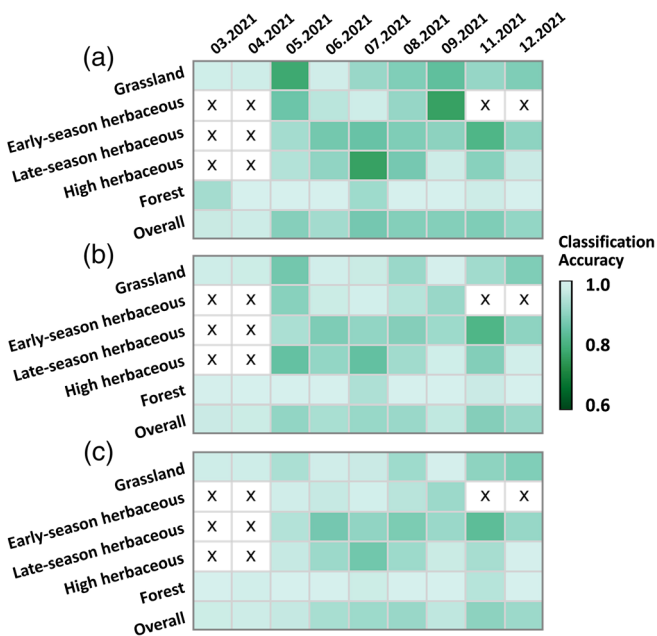 03.2021 04.2021 05.2021 06.2021 07.2021 08.2021 09.2021 11.2021 12.2021
(a)
Grassland
Early-season herbaceous x x x x
Late-season herbaceous x x
High herbaceous x x
Forest
Overall
Classification
Accuracy
1.0
0.8
0.6
(b)
Grassland
Early-season herbaceous x x x x
Late-season herbaceous x x
High herbaceous x x
Forest
Overall
(c)
Grassland
Early-season herbaceous x x x x
Late-season herbaceous x x
High herbaceous x x
Forest
Overall